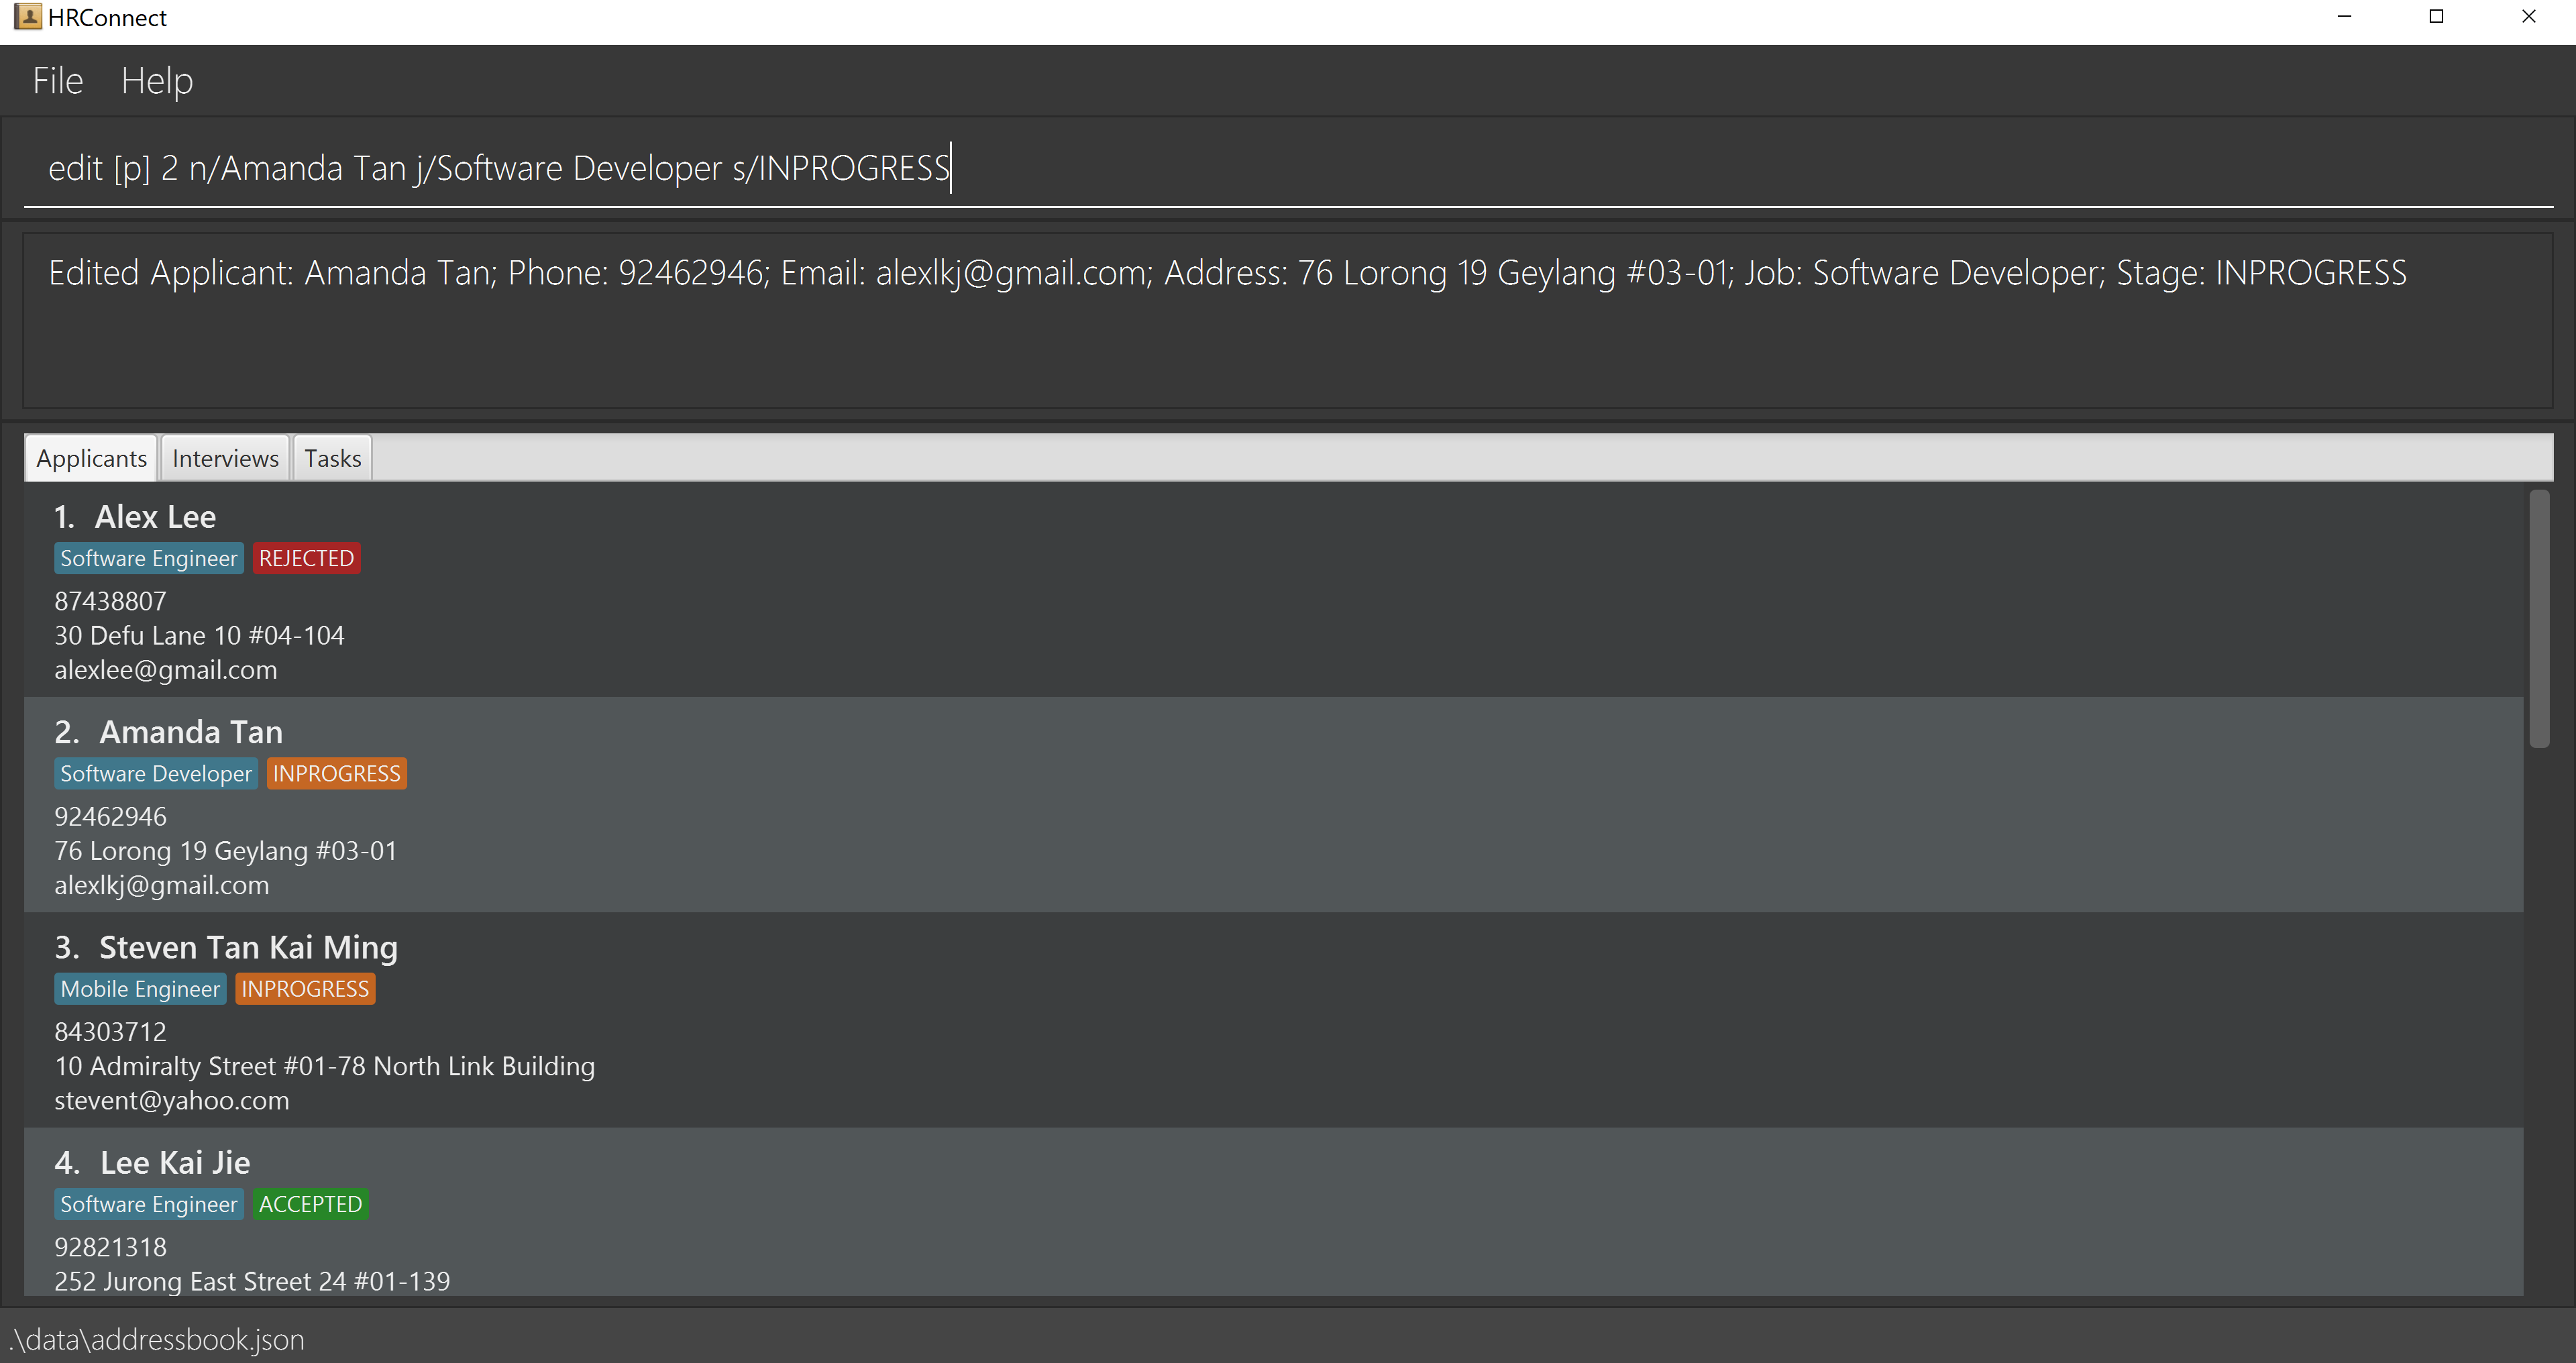 HRConnect
File Help
edit [p] 2 n/Amanda Tan j/Software Developer s/INPROGRESS
Edited Applicant: Amanda Tan; Phone: 92462946; Email: alexlkj@gmail.com; Address: 76 Lorong 19 Geylang #03-01; Job: Software Developer; Stage: INPROGRESS
Applicants Interviews Tasks
1. Alex Lee
Software Engineer REJECTED
87438807
30 Defu Lane 10 #04-104
alexlee@gmail.com
2. Amanda Tan
Software Developer INPROGRESS
92462946
76 Lorong 19 Geylang #03-01
alexlkj@gmail.com
3. Steven Tan Kai Ming
Mobile Engineer INPROGRESS
84303712
10 Admiralty Street #01-78 North Link Building
stevent@yahoo.com
4. Lee Kai Jie
Software Engineer ACCEPTED
92821318
252 Jurong East Street 24 #01-139
.\data\addressbook.json